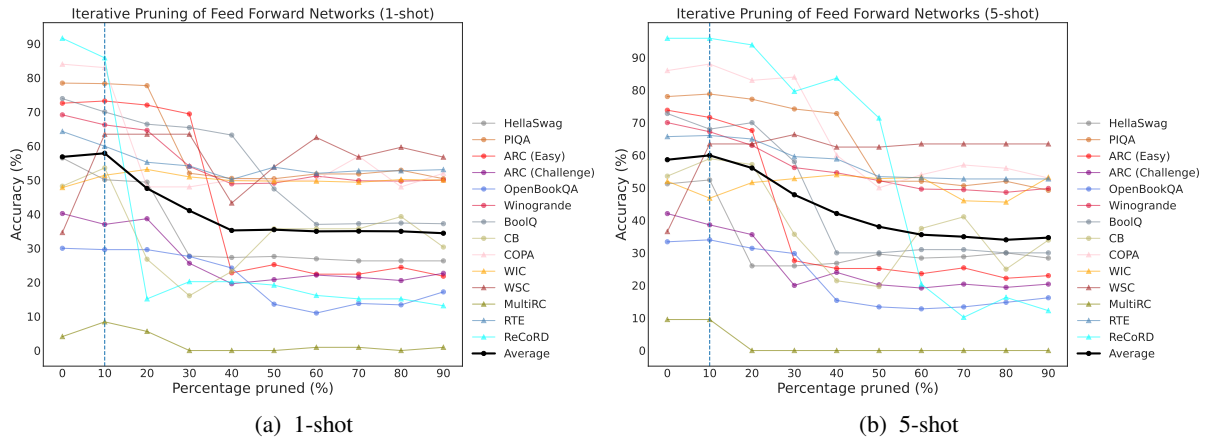 Iterative Pruning of Feed Forward Networks (1-shot)
Accuracy (%)
90
80
70
60
50
40
30
20
10
0
0 10 20 30 40 50 60 70 80 90
Percentage pruned (%)
HellaSwag
PIQA
ARC (Easy)
ARC (Challenge)
OpenBookQA
Winogrande
BoolQ
CB
COPA
WIC
WSC
MultiRC
RTE
ReCoRD
Average
(a) 1-shot
Iterative Pruning of Feed Forward Networks (5-shot)
Accuracy (%)
90
80
70
60
50
40
30
20
10
0
0 10 20 30 40 50 60 70 80 90
Percentage pruned (%)
HellaSwag
PIQA
ARC (Easy)
ARC (Challenge)
OpenBookQA
Winogrande
BoolQ
CB
COPA
WIC
WSC
MultiRC
RTE
ReCoRD
Average
(b) 5-shot